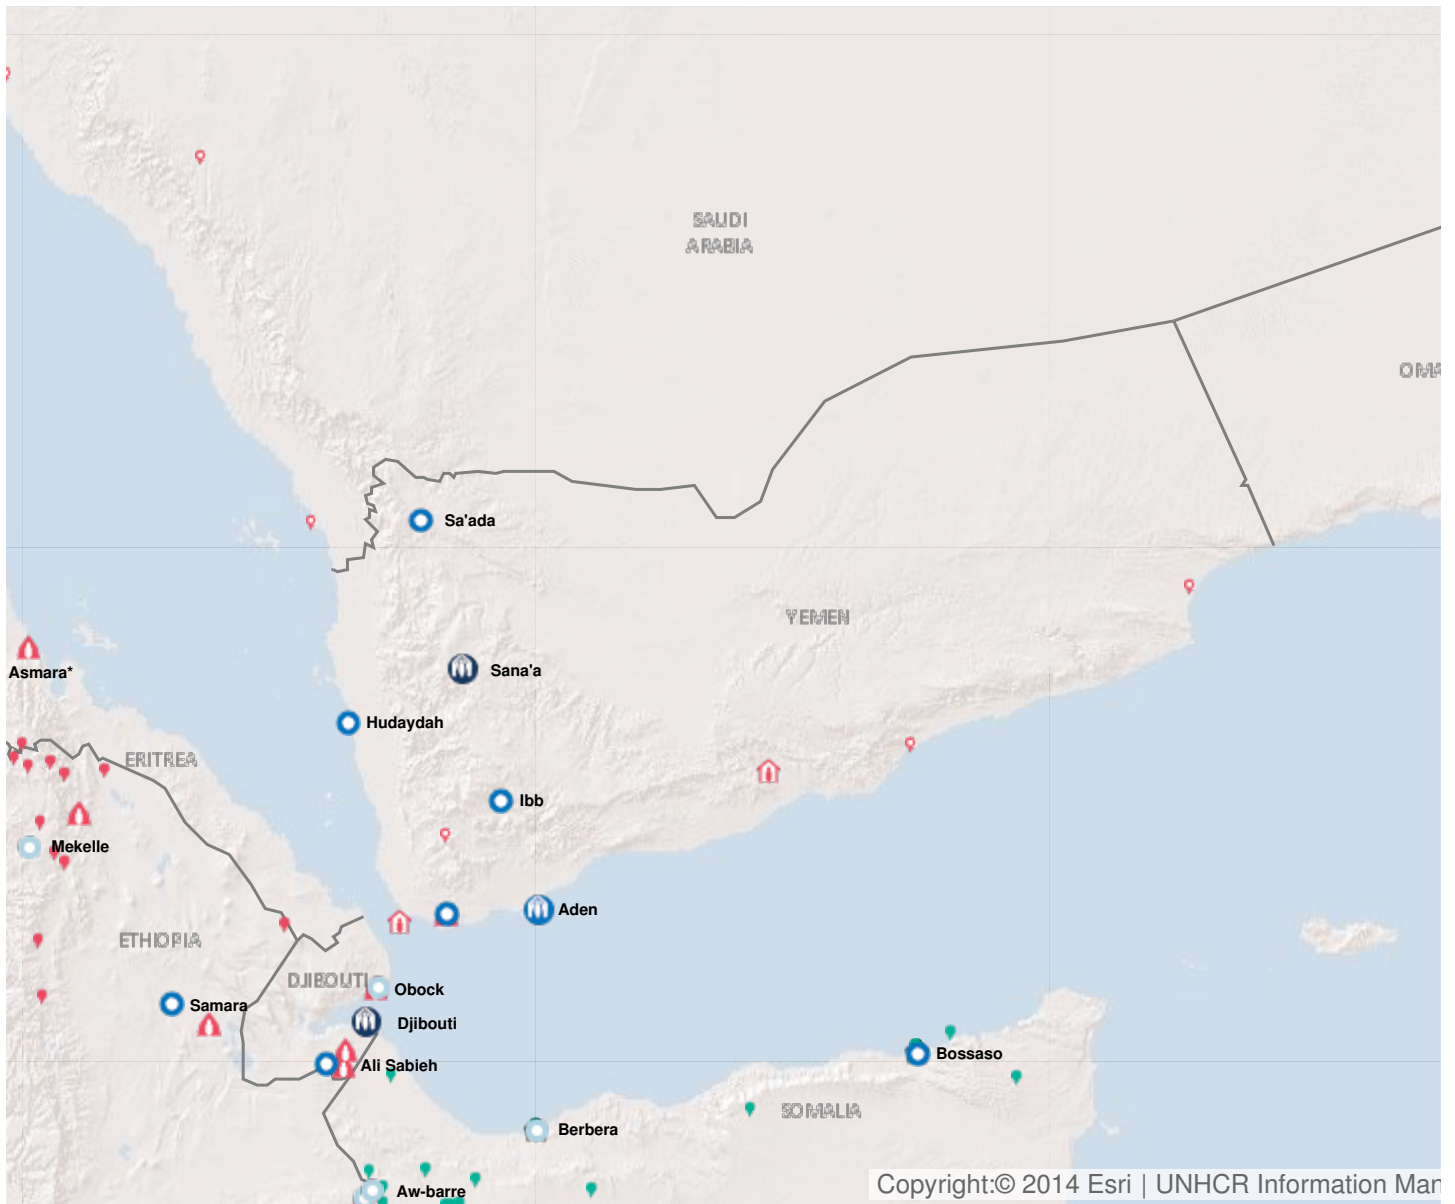 SAUDI
ARABIA
OMA
Sa'ada
YEMEN
Sana'a
Asmara*
Hudaydah
ERITREA
Ibb
Mekelle
Aden
ETHIOPIA
DJIBOUTI
Obock
Samara
Djibouti
Bossaso
Ali Sabieh
SOMALIA
Berbera
Aw-barre
Copyright:© 2014 Esri | UNHCR Information Man